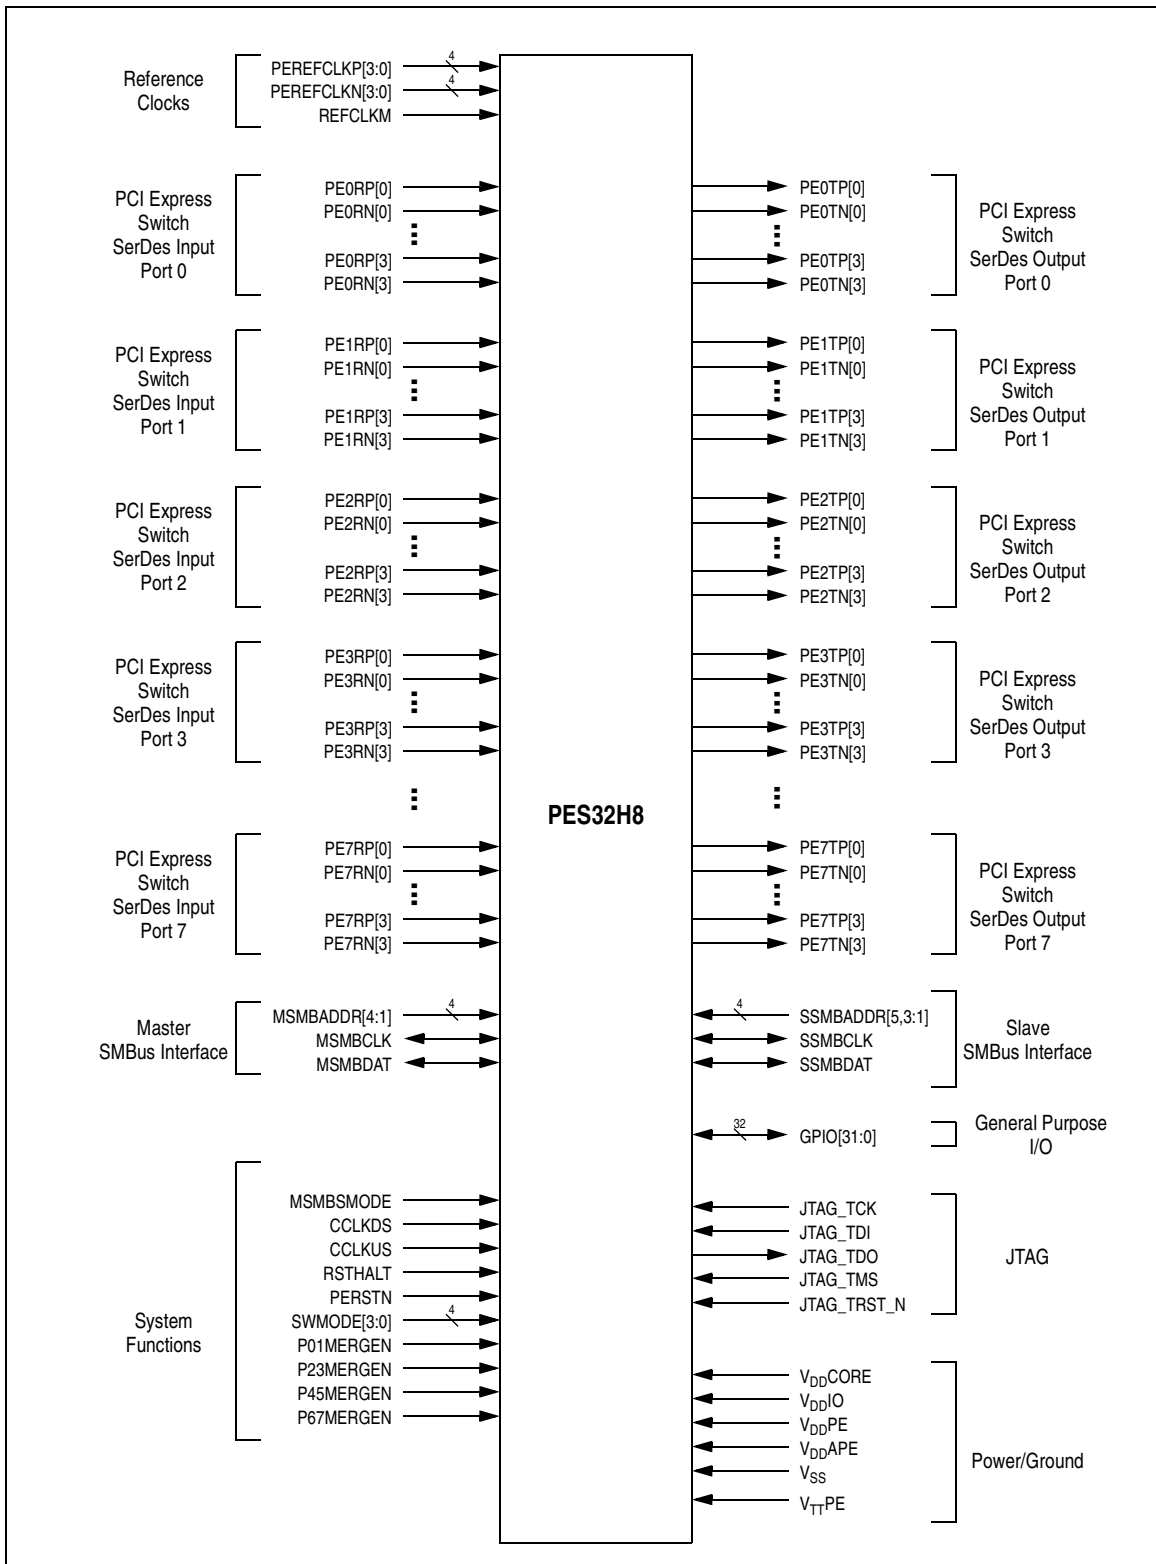 Reference
Clocks
PEREFCLKP[3:0]
4
PEREFCLKN[3:0]
4
REFCLKM
PCI Express
Switch
SerDes Input
Port 0
PE0RP[0]
PE0RN[0]
PE0RP[3]
PE0RN[3]
PE0TP[0]
PE0TN[0]
PE0TP[3]
PE0TN[3]
PCI Express
Switch
SerDes Output
Port 0
PCI Express
Switch
SerDes Input
Port 1
PE1RP[0]
PE1RN[0]
PE1RP[3]
PE1RN[3]
PE1TP[0]
PE1TN[0]
PE1TP[3]
PE1TN[3]
PCI Express
Switch
SerDes Output
Port 1
PCI Express
Switch
SerDes Input
Port 2
PE2RP[0]
PE2RN[0]
PE2RP[3]
PE2RN[3]
PE2TP[0]
PE2TN[0]
PE2TP[3]
PE2TN[3]
PCI Express
Switch
SerDes Output
Port 2
PCI Express
Switch
SerDes Input
Port 3
PE3RP[0]
PE3RN[0]
PE3RP[3]
PE3RN[3]
PE3TP[0]
PE3TN[0]
PE3TP[3]
PE3TN[3]
PCI Express
Switch
SerDes Output
Port 3
PES32H8
PCI Express
Switch
SerDes Input
Port 7
PE7RP[0]
PE7RN[0]
PE7RP[3]
PE7RN[3]
PE7TP[0]
PE7TN[0]
PE7TP[3]
PE7TN[3]
PCI Express
Switch
SerDes Output
Port 7
Master
SMBus Interface
MSMBADDR[4:1]
4
MSMBCLK
MSMBDAT
4
SSMBADDR[5,3:1]
SSMBCLK
SSMBDAT
Slave
SMBus Interface
32
GPIO[31:0]
General Purpose
I/O
System
Functions
MSMBSMODE
CCLKDS
CCLKUS
RSTHALT
PERSTN
SWMODE[3:0]
4
P01MERGEN
P23MERGEN
P45MERGEN
P67MERGEN
JTAG_TCK
JTAG_TDI
JTAG_TDO
JTAG_TMS
JTAG_TRST_N
JTAG
VDDCORE
VDDIO
VDDPE
VDDAPE
VSS
VTTPE
Power/Ground